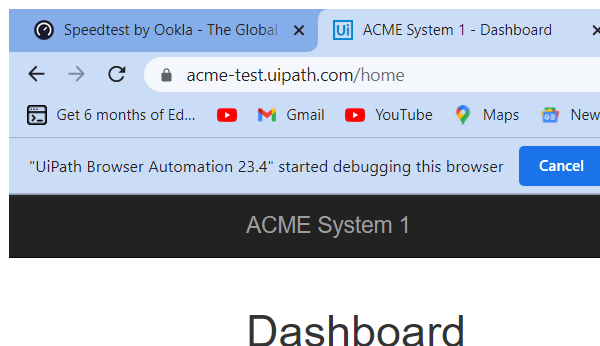 Speedtest by Ookla - The Global
Ui ACME System 1 - Dashboard
acme-test.uipath.com/home
Get 6 months of Ed... Gmail YouTube Maps New
"UiPath Browser Automation 23.4" started debugging this browser Cancel
ACME System 1
Dashboard